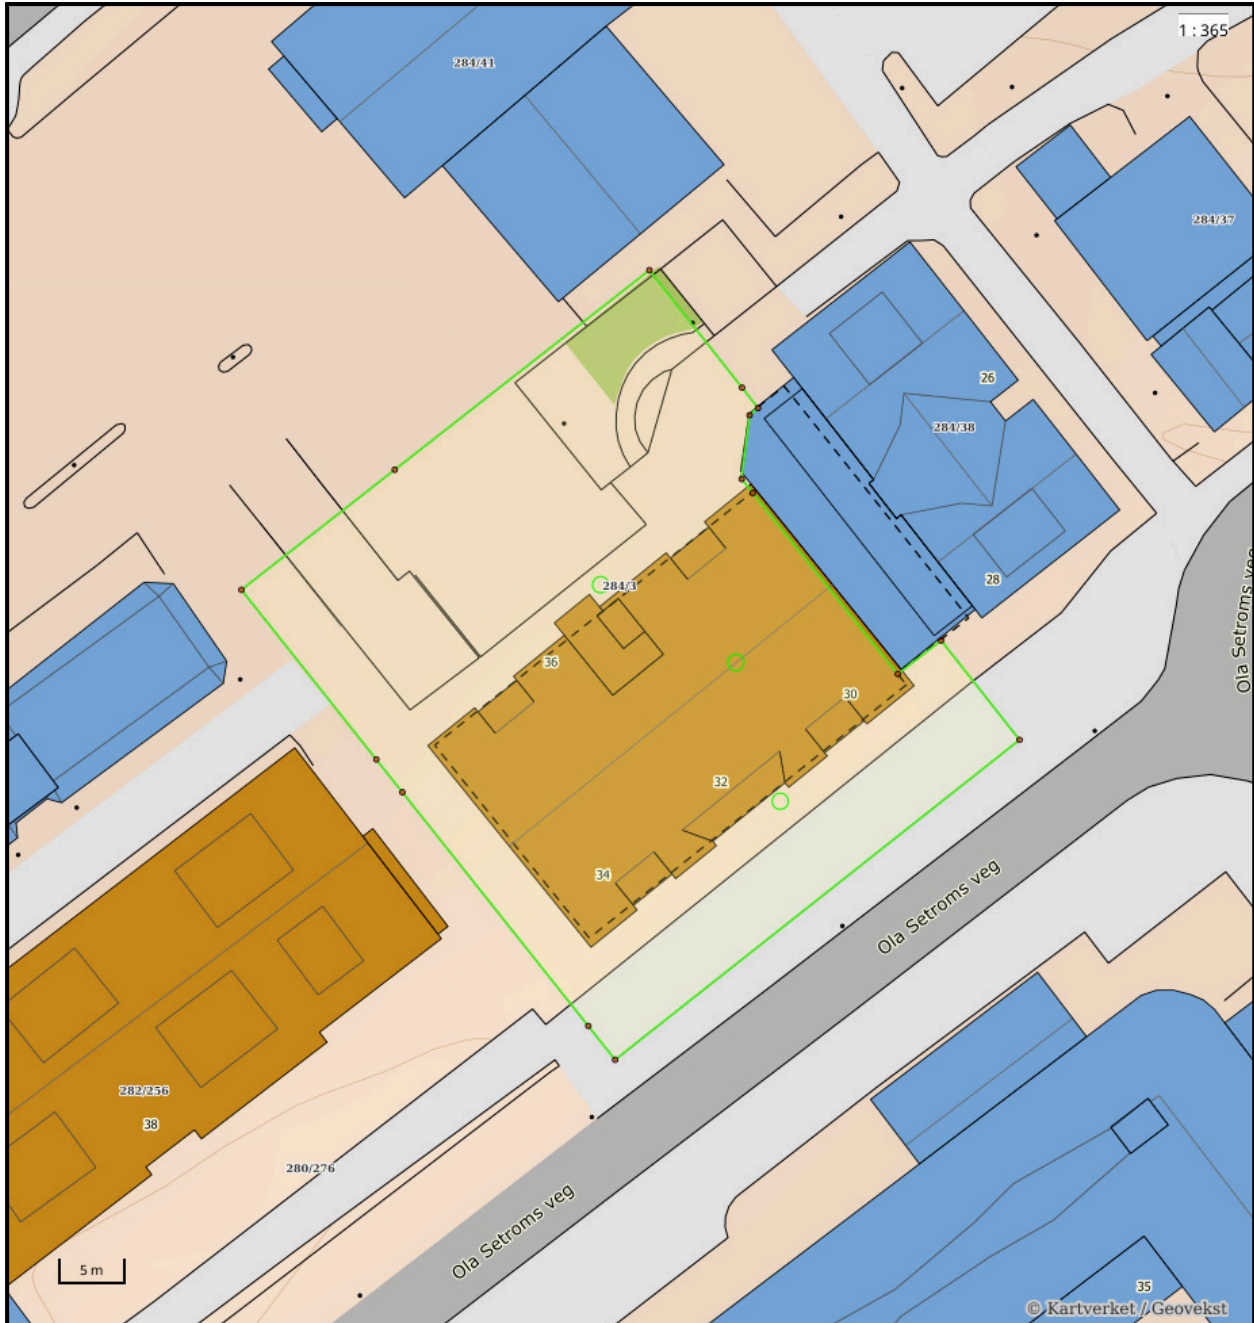 1 : 365
284/41
284/37
26
284/38
28
284/3
Ola Setroms veg
36
30
32
34
Ola Setroms veg
282/256
38
280/276
Ola Setroms veg
5 m
35
© Kartverket / Geovekst